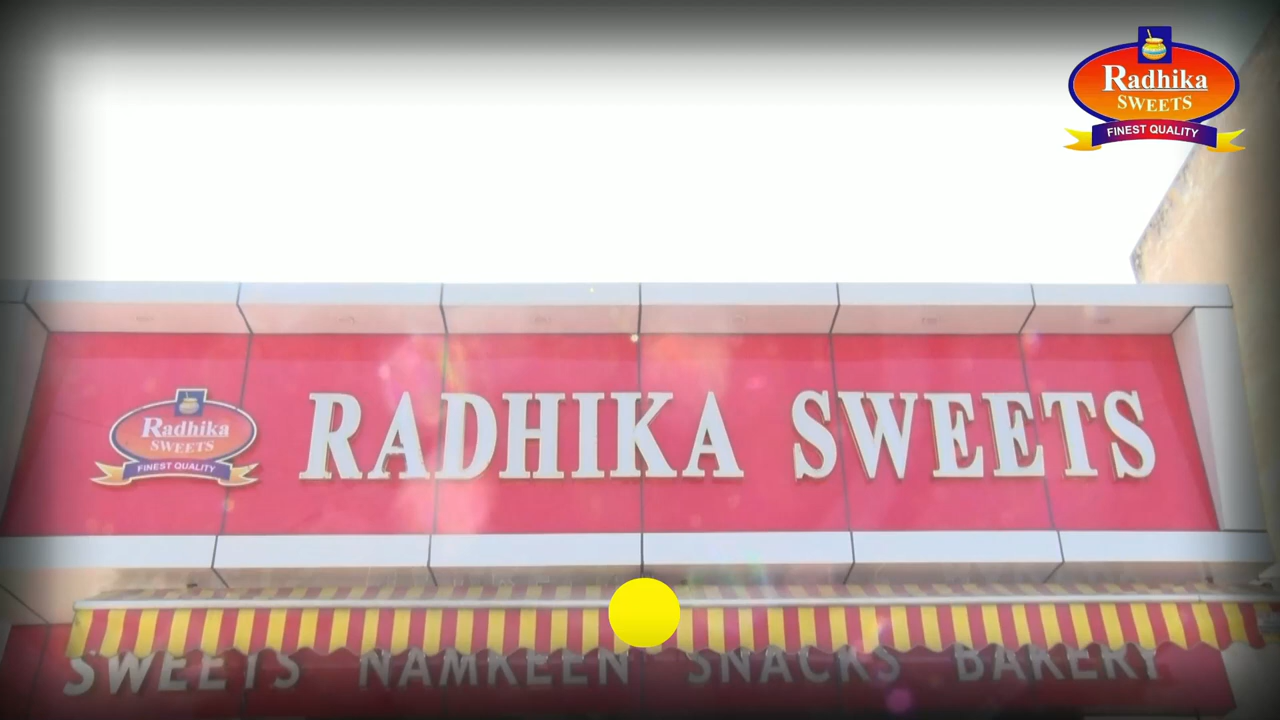 Radhika
SWEETS
FINEST QUALITY
Radhika
SWEETS
FINEST QUALITY
RADHIKA SWEETS
SWEETS NAMKEEN SNACKS BAKERY